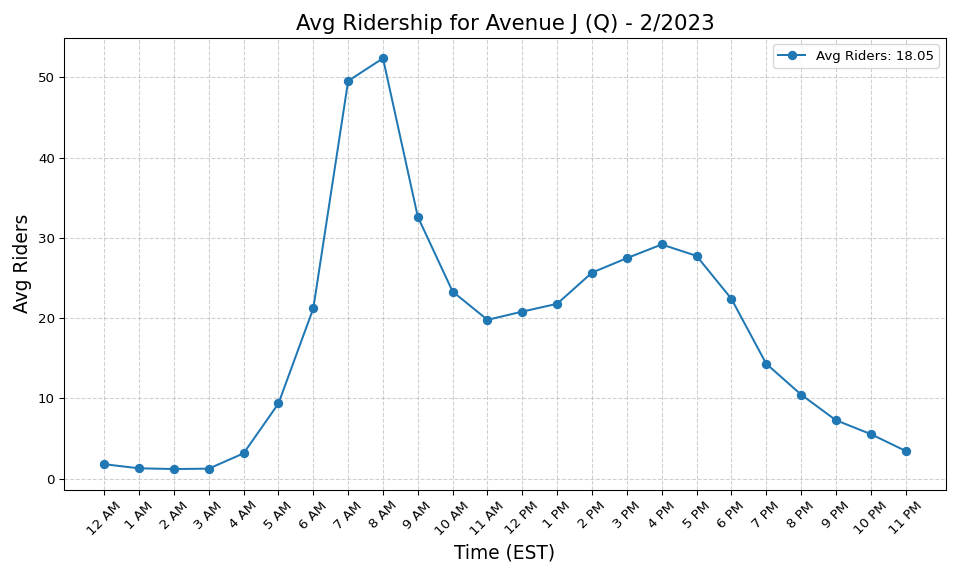 Avg Ridership for Avenue J (Q) - 2/2023
Avg Riders: 18.05
Avg Riders
50
40
30
20
10
0
12 AM 1 AM 2 AM 3 AM 4 AM 5 AM 6 AM 7 AM 8 AM 9 AM 10 AM 11 AM 12 PM 1 PM 2 PM 3 PM 4 PM 5 PM 6 PM 7 PM 8 PM 9 PM 10 PM 11 PM
Time (EST)